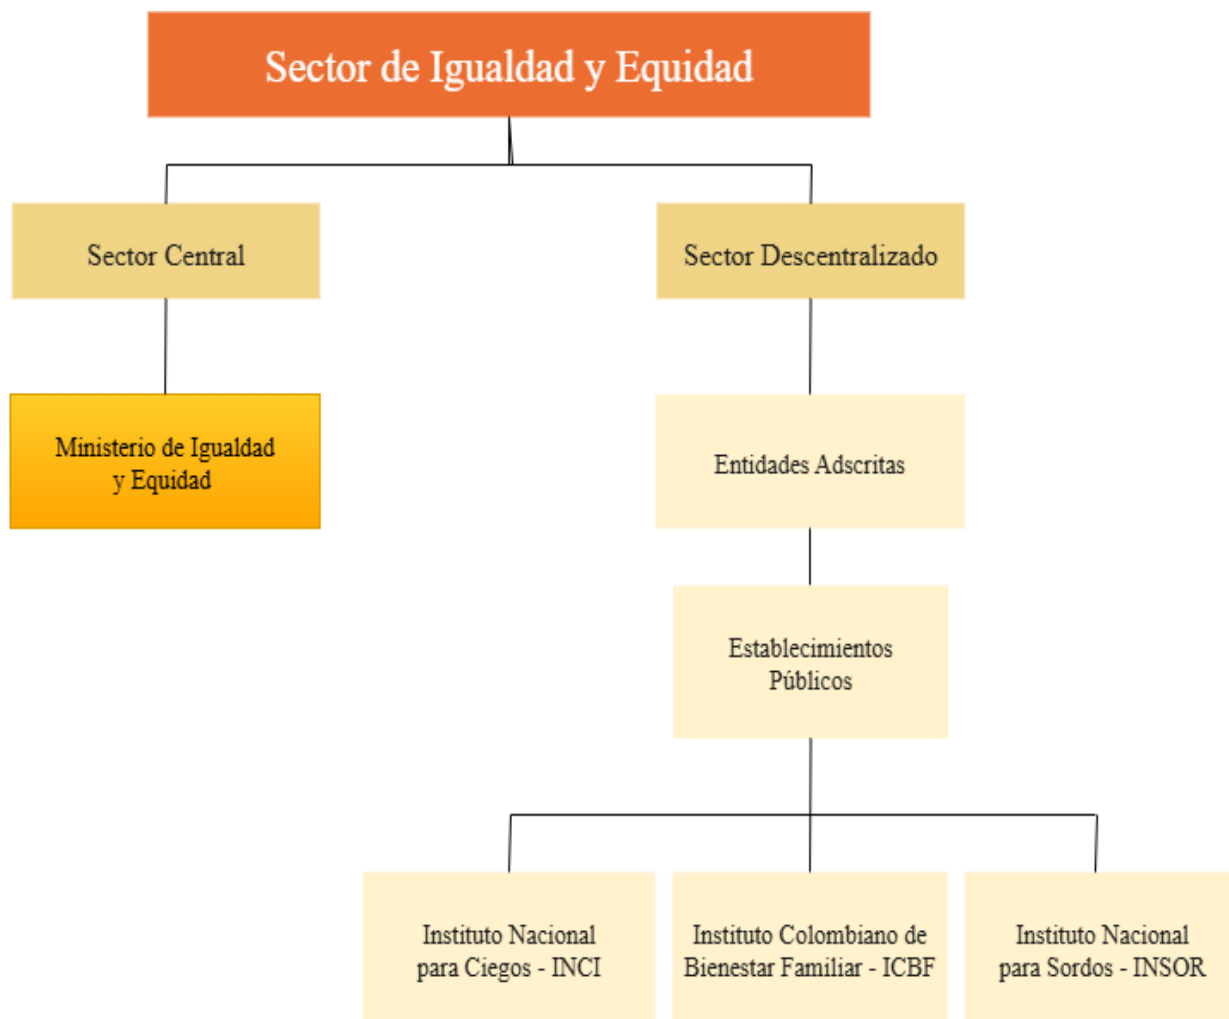 Sector de Igualdad y Equidad
Sector Central
Sector Descentralizado
Ministerio de Igualdad
y Equidad
Entidades Adscritas
Establecimientos
Públicos
Instituto Nacional
para Ciegos - INCI
Instituto Colombiano de
Bienestar Familiar - ICBF
Instituto Nacional
para Sordos - INSOR